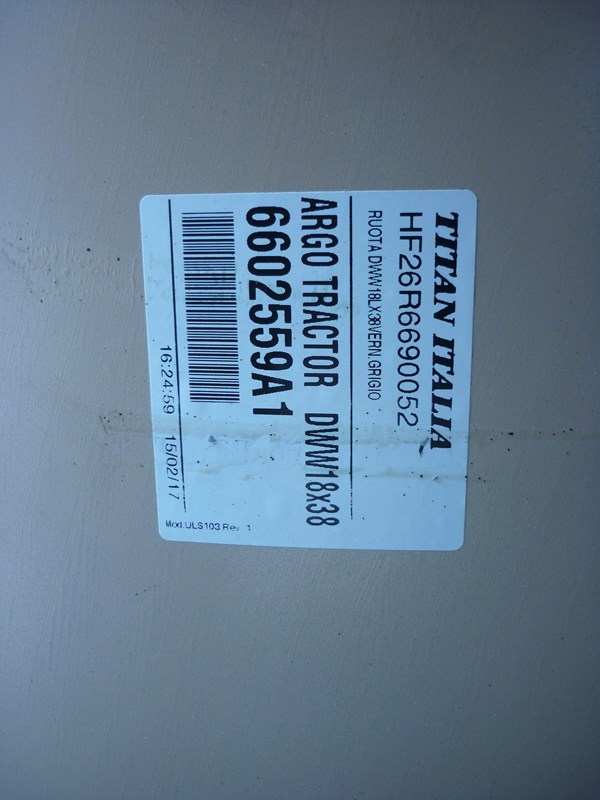 TITAN ITALIA
HF26R6690052
RUOTA DWW18LX38VERN.GRIGIO
ARGO TRACTOR DWW18x38
6602559A1
16:24:59 15/02/17
Mod.ULS103 Rev. 1